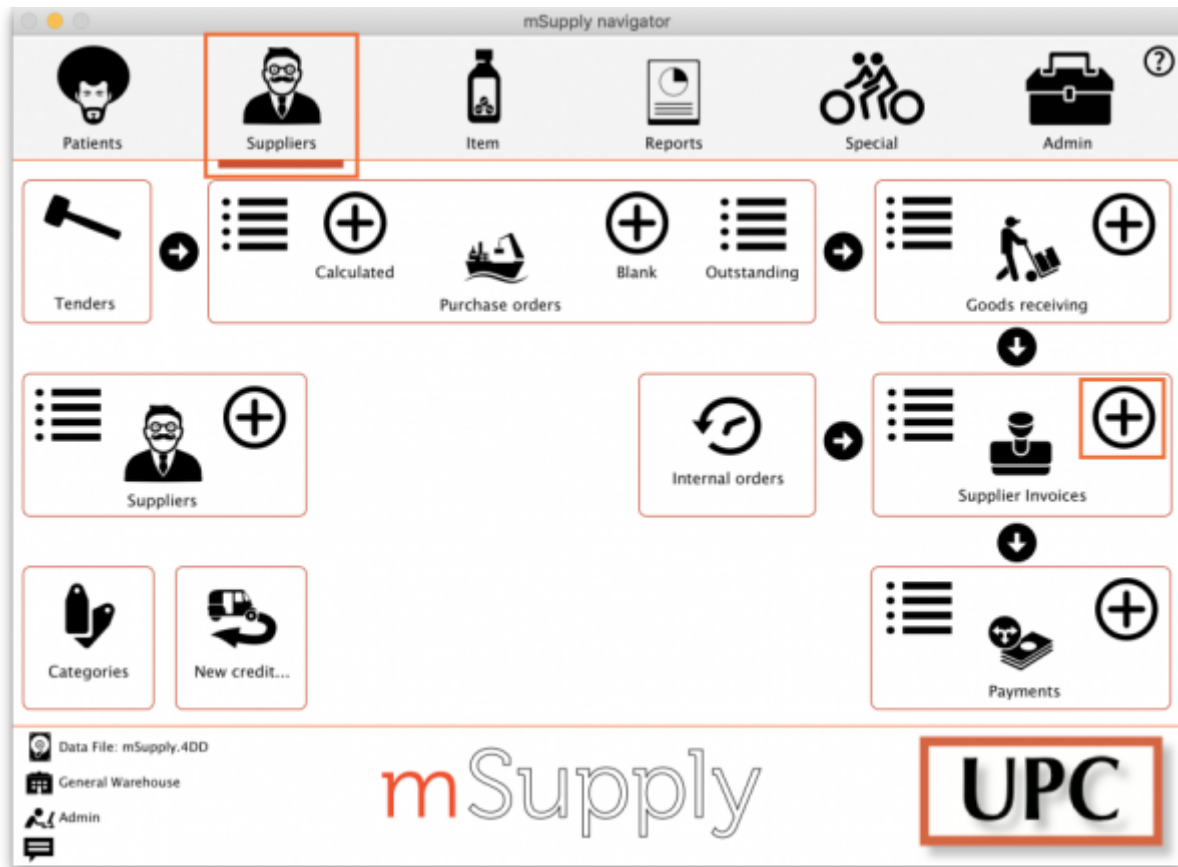 mSupply navigator
Patients
Suppliers
Item
Reports
Special
Admin
?
Tenders
Calculated
Blank
Outstanding
Purchase orders
Goods receiving
Suppliers
Internal orders
Supplier Invoices
Categories
New credit...
Payments
Data File: mSupply.4DD
General Warehouse
Admin
mSupply
UPC